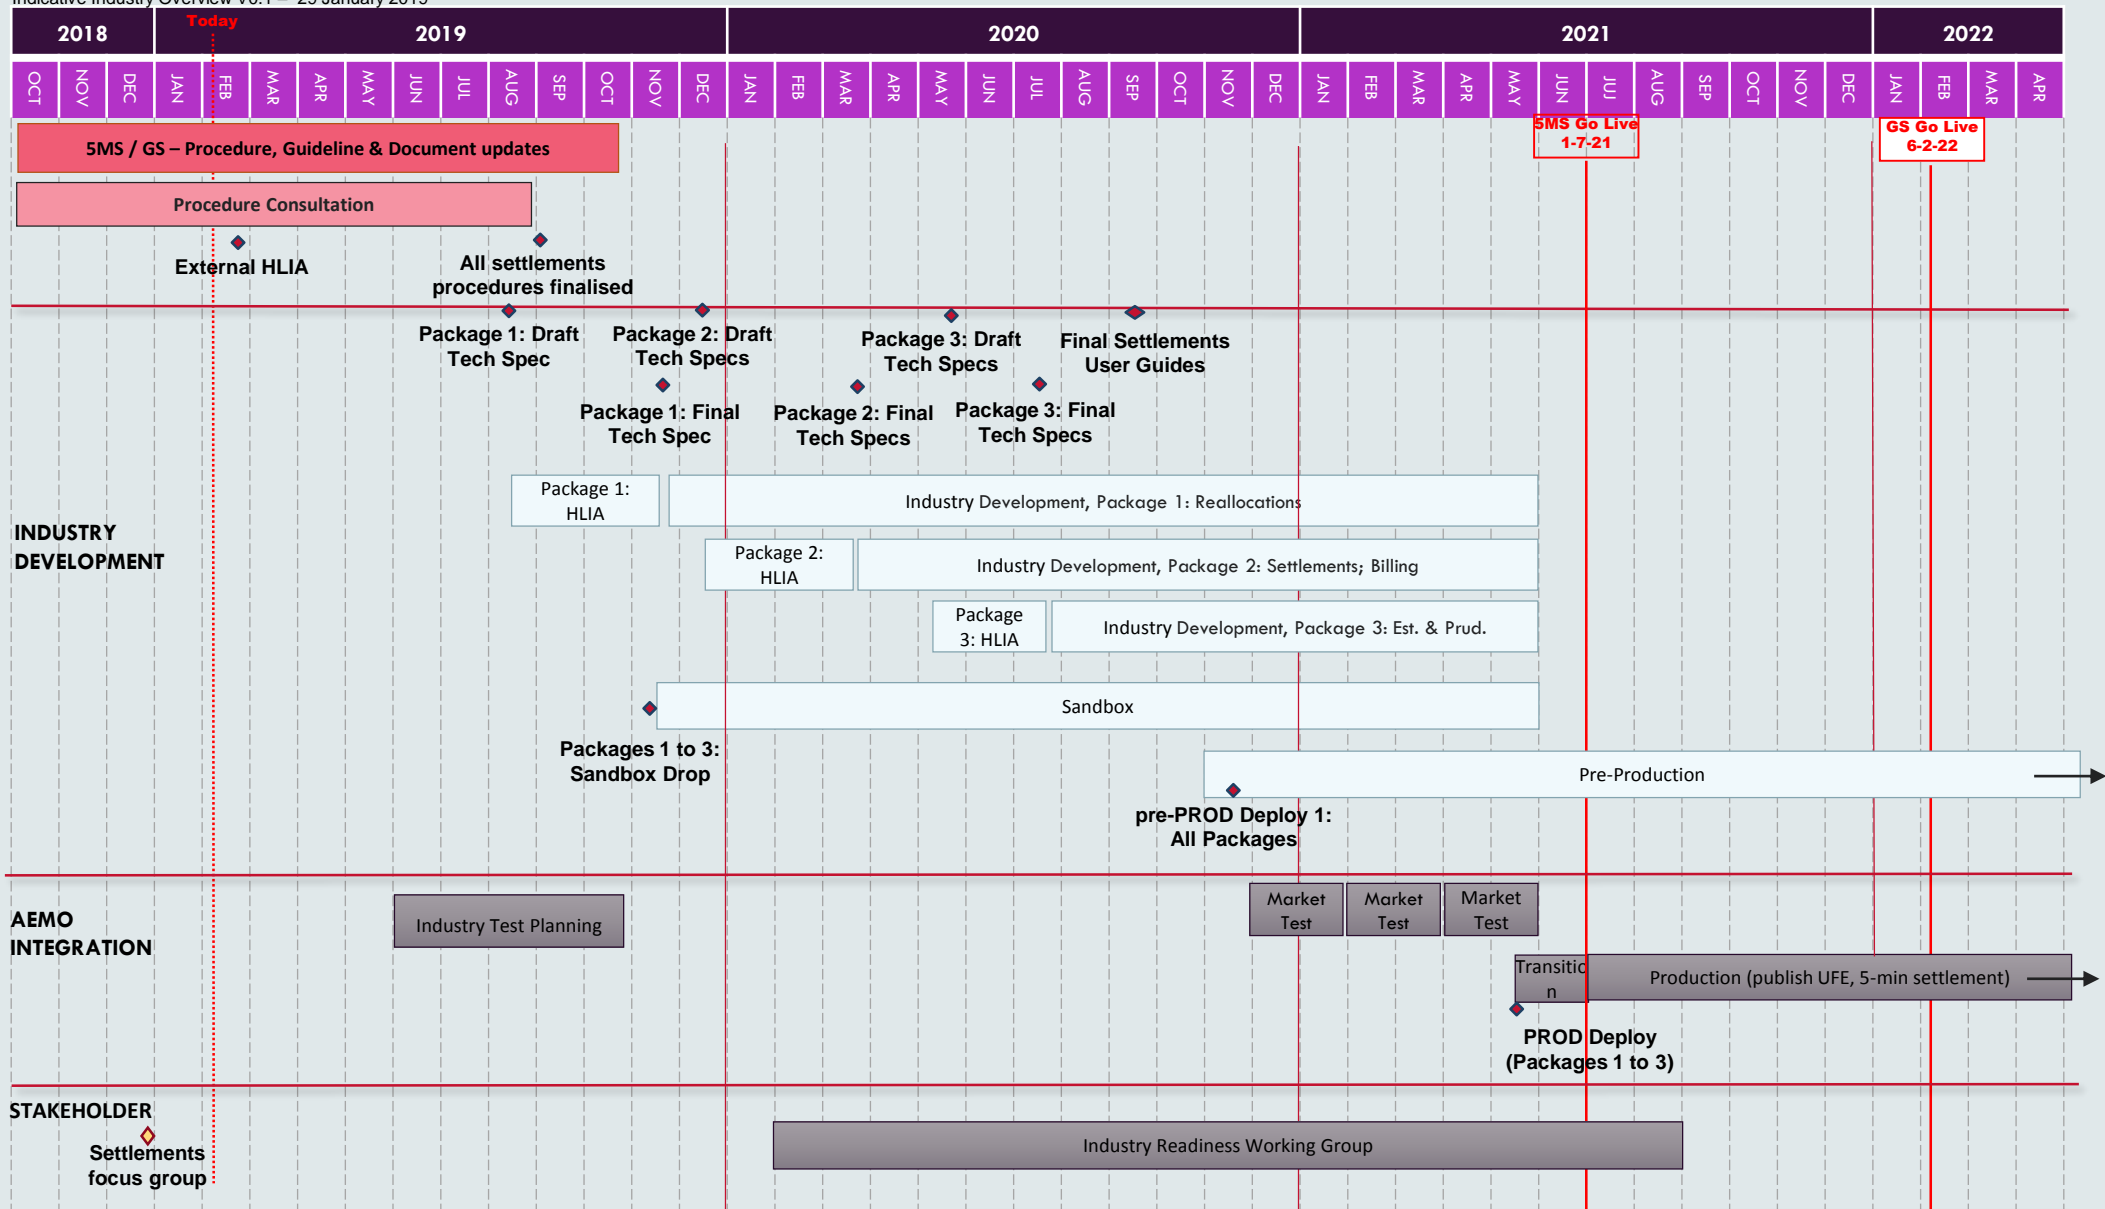 Indicative Industry Overview V0.1 – 29 January 2019
Today
2018 2019 2020 2021 2022
OCT NOV DEC JAN FEB MAR APR MAY JUN JUL AUG SEP OCT NOV DEC JAN FEB MAR APR MAY JUN JUL AUG SEP OCT NOV DEC JAN FEB MAR APR MAY JUN JUJ AUG SEP OCT NOV DEC JAN FEB MAR APR
5MS Go Live
1-7-21
GS Go Live
6-2-22
5MS / GS – Procedure, Guideline & Document updates
Procedure Consultation
External HLIA
All settlements
procedures finalised
Package 1: Draft
Tech Spec
Package 2: Draft
Tech Specs
Package 3: Draft
Tech Specs
Final Settlements
User Guides
Package 1: Final
Tech Spec
Package 2: Final
Tech Specs
Package 3: Final
Tech Specs
INDUSTRY
DEVELOPMENT
Package 1:
HLIA
Industry Development, Package 1: Reallocations
Package 2:
HLIA
Industry Development, Package 2: Settlements; Billing
Package
3: HLIA
Industry Development, Package 3: Est. & Prud.
Sandbox
Packages 1 to 3:
Sandbox Drop
Pre-Production
pre-PROD Deploy 1:
All Packages
AEMO
INTEGRATION
Industry Test Planning
Market
Test
Market
Test
Market
Test
Transitio
n
Production (publish UFE, 5-min settlement)
PROD Deploy
(Packages 1 to 3)
STAKEHOLDER
Settlements
focus group
Industry Readiness Working Group